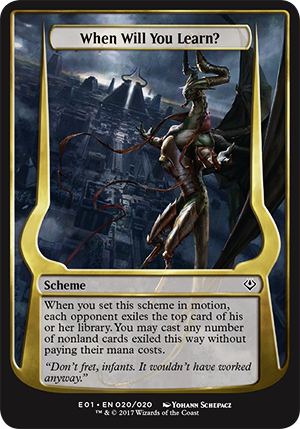 When Will You Learn?
Scheme
When you set this scheme in motion,
each opponent exiles the top card of his
or her library. You may cast any number
of nonland cards exiled this way without
paying their mana costs.
"Don't fret, infants. It wouldn't have worked
anyway."
E01 • EN 020/020 Yohann Schepacz
™ & © 2017 Wizards of the Coast